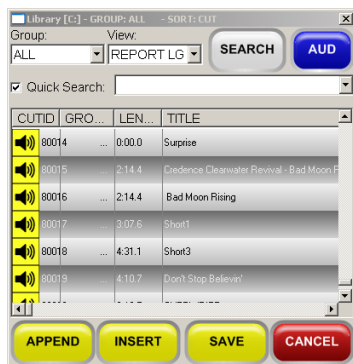 Library [C:] - GROUP: ALL - SORT: CUT
Group: View:
ALL REPORT LG SEARCH AUD
Quick Search:
CUTID GRO... LEN... TITLE
80014 ... 0:00.0 Surprise
80015 ... 2:14.4 Credence Clearwater Revival - Bad Moon
80016 ... 2:14.4 Bad Moon Rising
80017 ... 3:07.6 Short1
80018 ... 4:31.1 Short3
80019 ... 4:10.7 Don't Stop Believin'
APPEND INSERT SAVE CANCEL